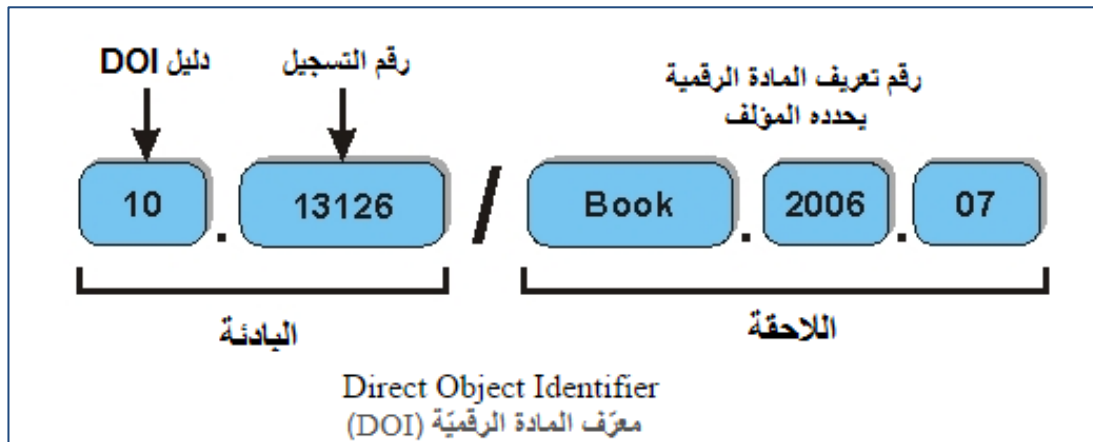 دليل DOI
رقم التسجيل
رقم تعريف المادة الرقمية
يحدده المؤلف
10 . 13126 / Book . 2006 . 07
البادئة
اللاحقة
Direct Object Identifier
معرّف المادة الرقميّة (DOI)